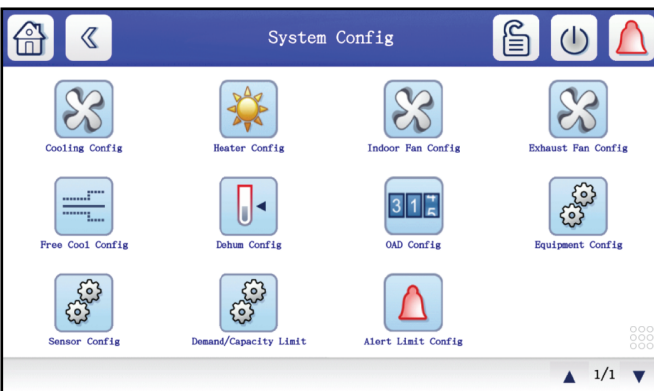 System Config
Cooling Config
Heater Config
Indoor Fan Config
Exhaust Fan Config
315
Free Cool Config
Dehum Config
OAD Config
Equipment Config
Sensor Config
Demand/Capacity Limit
Alert Limit Config
1/1